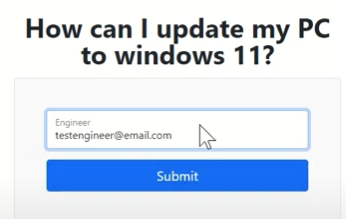 How can I update my PC
to windows 11?
Engineer
testengineer@email.com
Submit